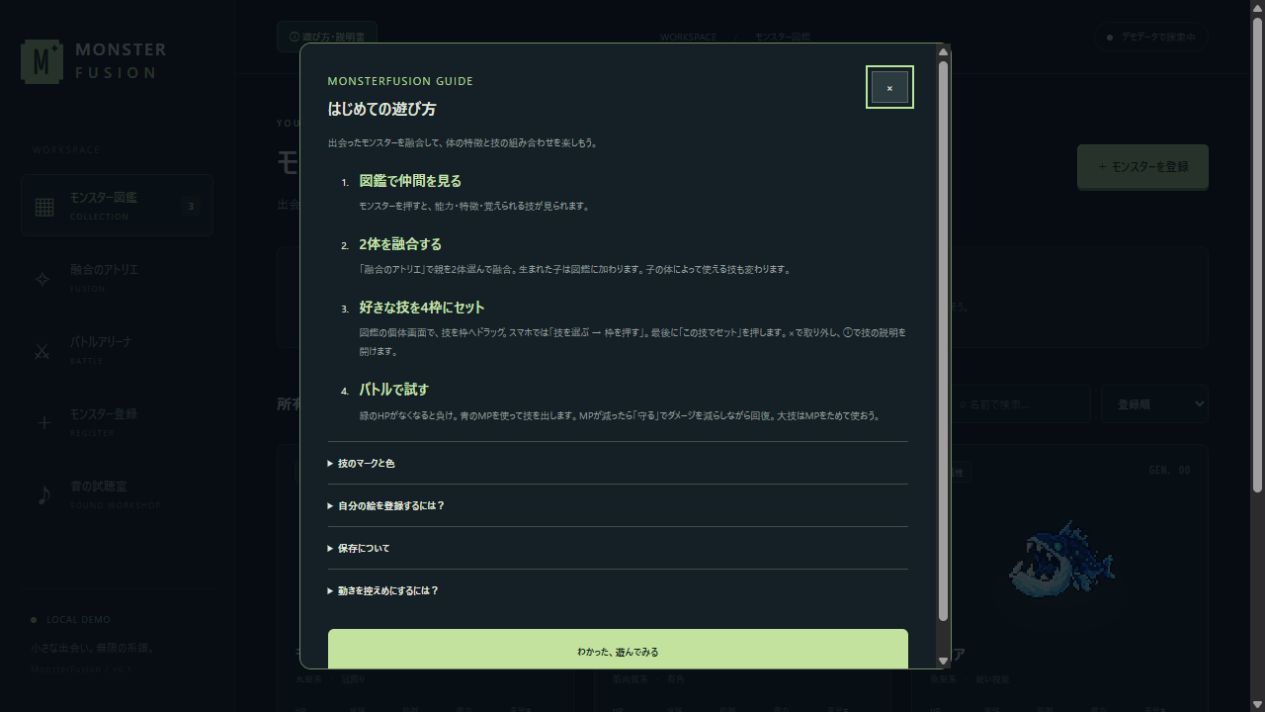 MONSTER
FUSION
WORKSPACE
モンスター図鑑
COLLECTION
3
融合のアトリエ
FUSION
バトルアリーナ
BATTLE
モンスター登録
REGISTER
音の試聴室
SOUND WORKSHOP
LOCAL DEMO
小さな出会い。無限の系譜。
遊び方・説明書
WORKSPACE / モンスター図鑑
デモデータで探索中
+ モンスターを登録
MONSTERFUSION GUIDE
×
はじめての遊び方
出会ったモンスターを融合して、体の特徴と技の組み合わせを楽しもう。
1. 図鑑で仲間を見る
モンスターを押すと、能力・特徴・覚えられる技が見られます。
2. 2体を融合する
「融合のアトリエ」で親を2体選んで融合。生まれた子は図鑑に加わります。子の体によって使える技も変わります。
3. 好きな技を4枠にセット
図鑑の個体画面で、技を枠へドラッグ。スマホでは「技を選ぶ → 枠を押す」。最後に「この技でセット」を押します。×で取り外し、ⓘで技の説明を
開けます。
4. バトルで試す
緑のHPがなくなると負け。青のMPを使って技を出します。MPが減ったら「守る」でダメージを減らしながら回復。大技はMPをためて使おう。
▶ 技のマークと色
▶ 自分の絵を登録するには？
▶ 保存について
▶ 動きを控えめにするには？
わかった、遊んでみる
名前で検索...
登録順
GEN. 00